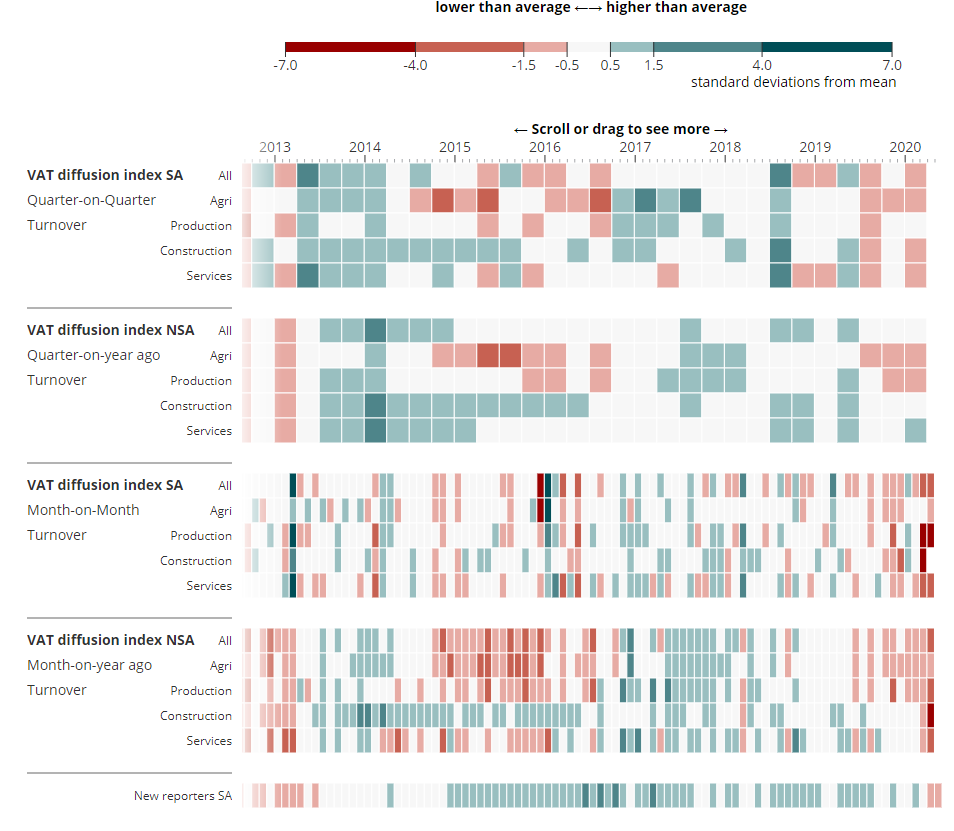 lower than average ←→ higher than average
-7.0 -4.0 -1.5 -0.5 0.5 1.5 4.0 7.0
standard deviations from mean
← Scroll or drag to see more →
2013 2014 2015 2016 2017 2018 2019 2020
VAT diffusion index SA All
Quarter-on-Quarter Agri
Turnover Production
Construction
Services
VAT diffusion index NSA All
Quarter-on-year ago Agri
Turnover Production
Construction
Services
VAT diffusion index SA All
Month-on-Month Agri
Turnover Production
Construction
Services
VAT diffusion index NSA All
Month-on-year ago Agri
Turnover Production
Construction
Services
New reporters SA